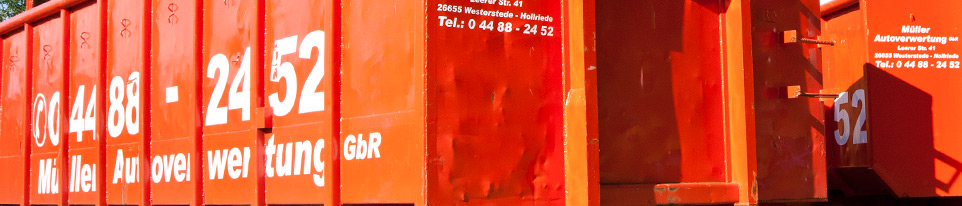 0 44 88 - 24 52
Müller Autoverwertung GbR
Leerer Str. 41
26655 Westerstede - Hollriede
Tel.: 0 44 88 - 24 52
52
Müller
Autoverwertung GbR
Leerer Str. 41
26655 Westerstede - Hollriede
Tel.: 0 44 88 - 24 52